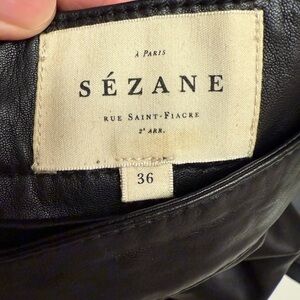 À PARIS
SÉZANE
RUE SAINT-FIACRE
2ᵉ ARR.
36